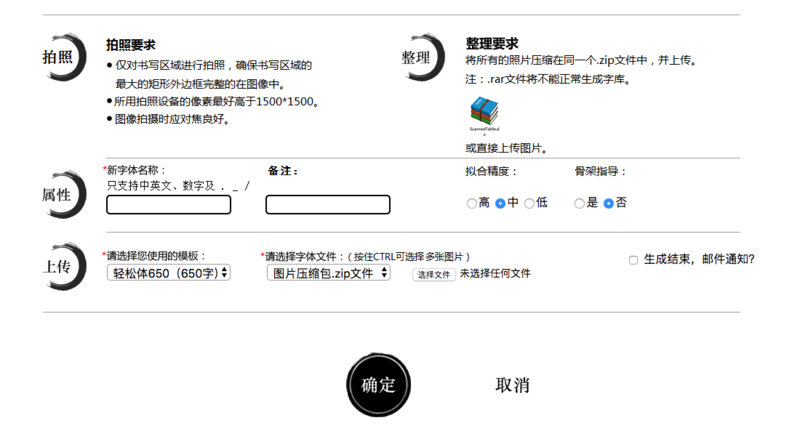 拍照
拍照要求
● 仅对书写区域进行拍照，确保书写区域的
最大的矩形外边框完整的在图像中。
● 所用拍照设备的像素最好高于1500*1500。
● 图像拍摄时应对焦良好。
整理
整理要求
将所有的照片压缩在同一个.zip文件中，并上传。
注：.rar文件将不能正常生成字库。
或直接上传图片。
属性
*新字体名称：
只支持中英文、数字及 . _ /
备注：
拟合精度：
高 中 低
骨架指导：
是 否
上传
*请选择您使用的模板：
轻松体650（650字）
*请选择字体文件：（按住CTRL可选择多张图片）
图片压缩包.zip文件
选择文件 未选择任何文件
生成结束，邮件通知?
确定
取消